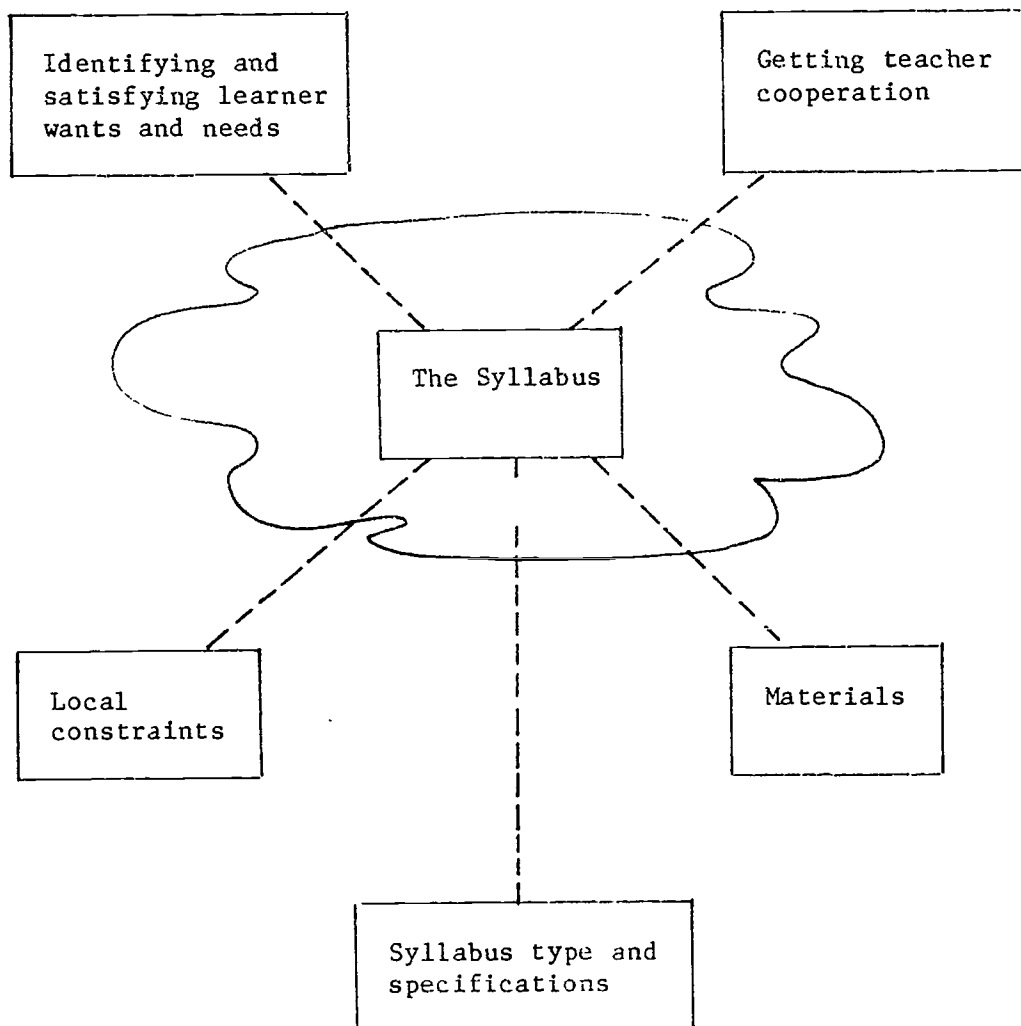 Identifying and
satisfying learner
wants and needs
Getting teacher
cooperation
The Syllabus
Local
constraints
Materials
Syllabus type and
specifications